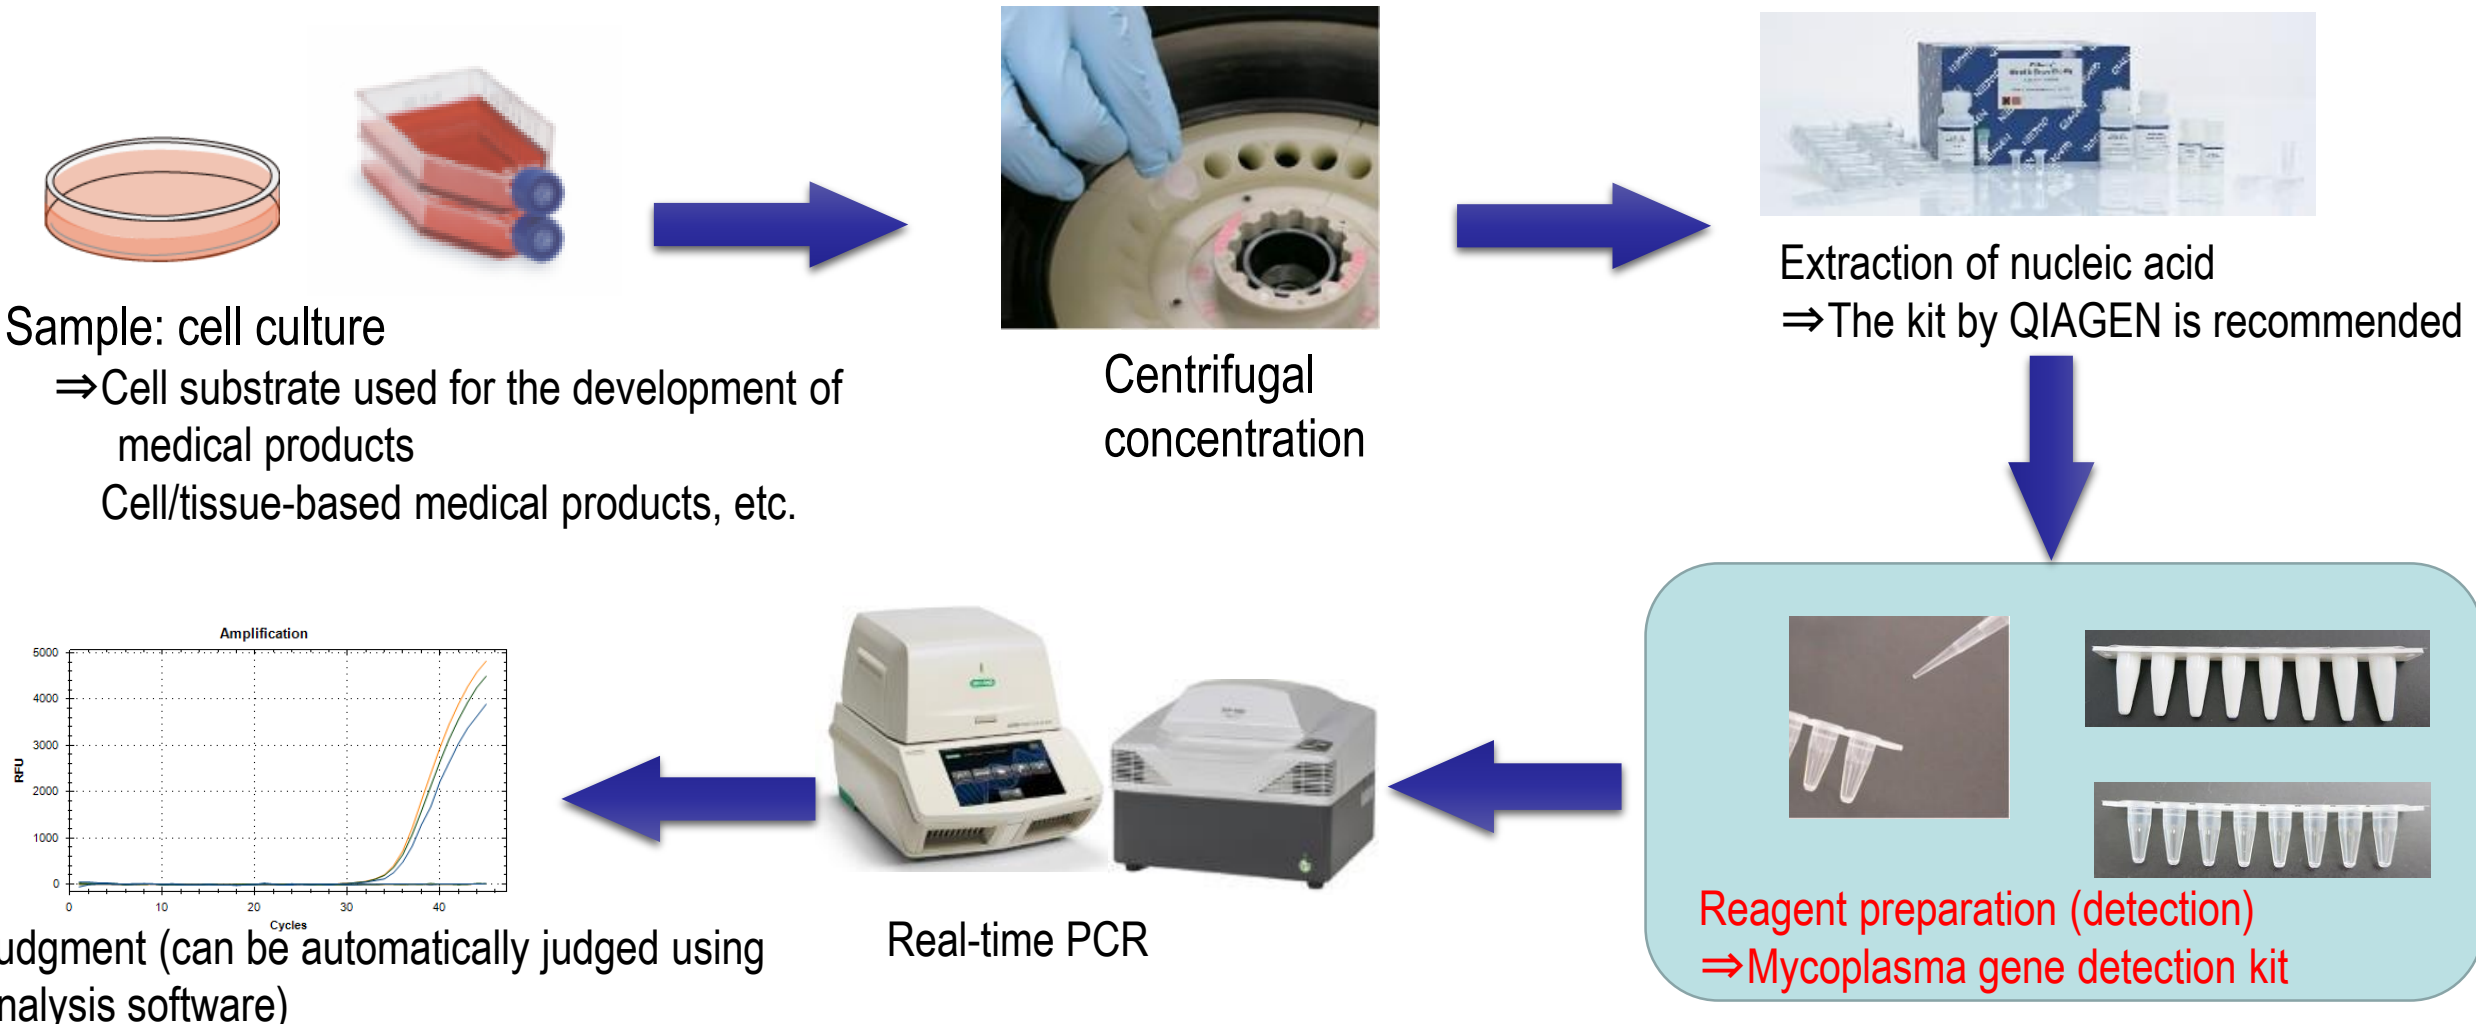 Sample: cell culture
⇒Cell substrate used for the development of
medical products
Cell/tissue-based medical products, etc.
Centrifugal
concentration
Extraction of nucleic acid
⇒The kit by QIAGEN is recommended
Reagent preparation (detection)
⇒Mycoplasma gene detection kit
Real-time PCR
Amplification
5000
4000
3000
2000
1000
0
RFU
0 10 20 30 40
Cycles
udgment (can be automatically judged using
nalysis software)